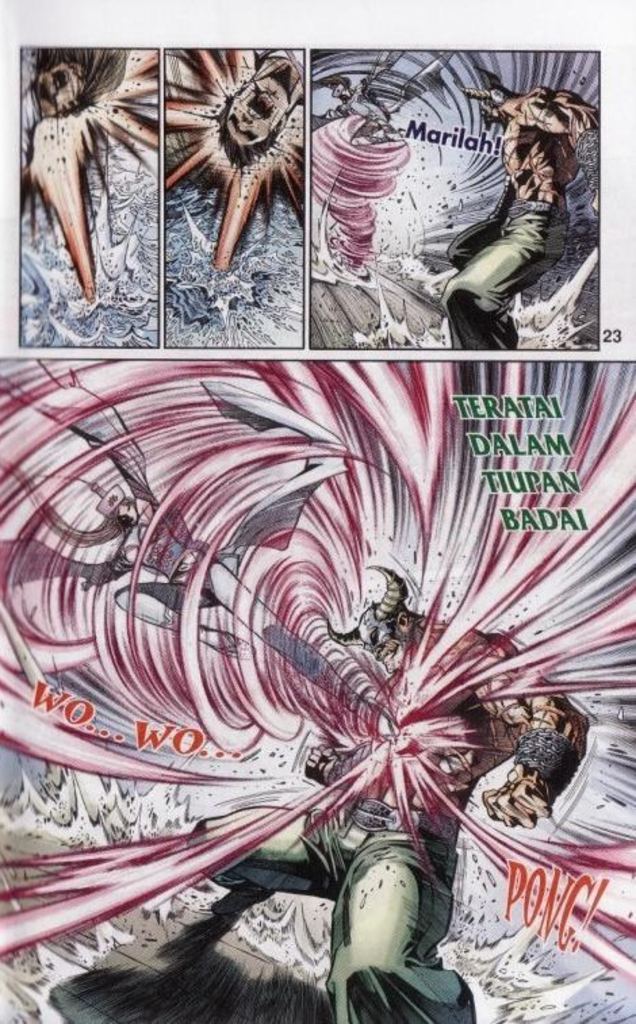 Marilah!
23
TERATAI
DALAM
TIUPAN
BADAI
WO... WO...
PONG!